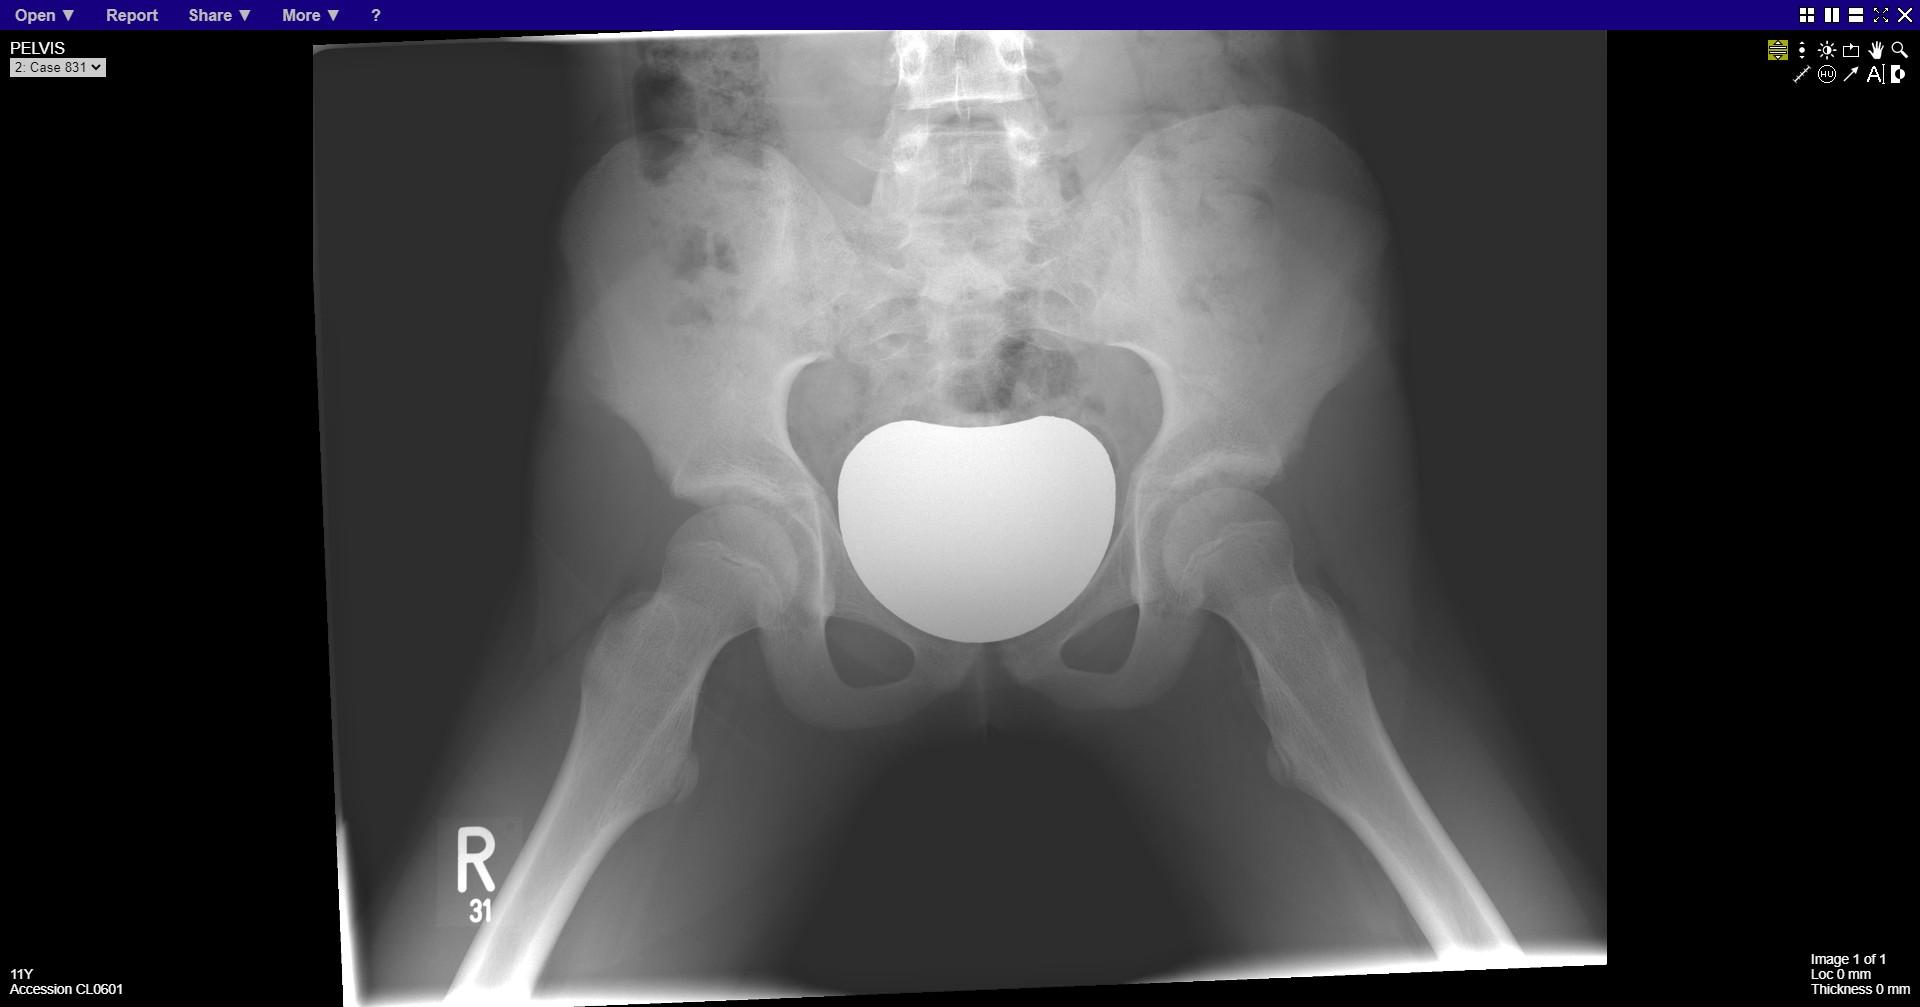 Open ▼ Report Share ▼ More ▼ ?
PELVIS
2: Case 831
HU
A
R
31
11Y
Accession CL0601
Image 1 of 1
Loc 0 mm
Thickness 0 mm